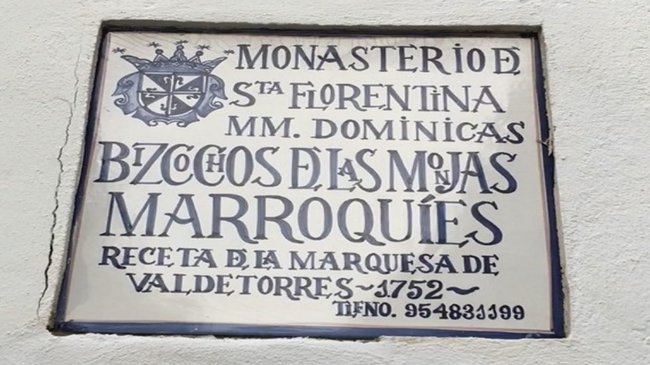 MONASTERIO DE
STA FLORENTINA
MM. DOMINICAS
BIZCOCHOS DE LAS MONJAS
MARROQUÍES
RECETA DE LA MARQUESA DE
VALDETORRES ~ 1752 ~
TLFNO. 954831199